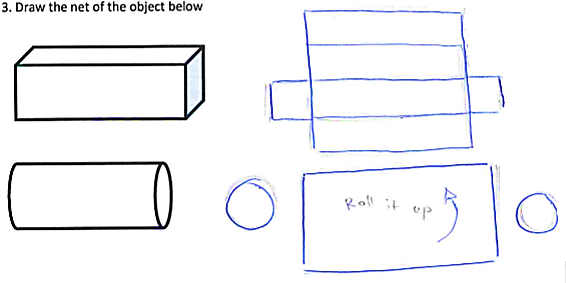 3. Draw the net of the object below
Roll it up